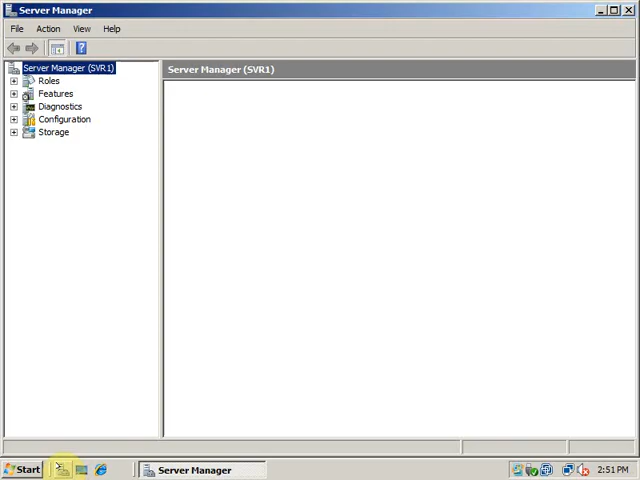 Server Manager
File Action View Help
Server Manager (SVR1)
Roles
Features
Diagnostics
Configuration
Storage
Server Manager (SVR1)
Start
Server Manager
2:51 PM